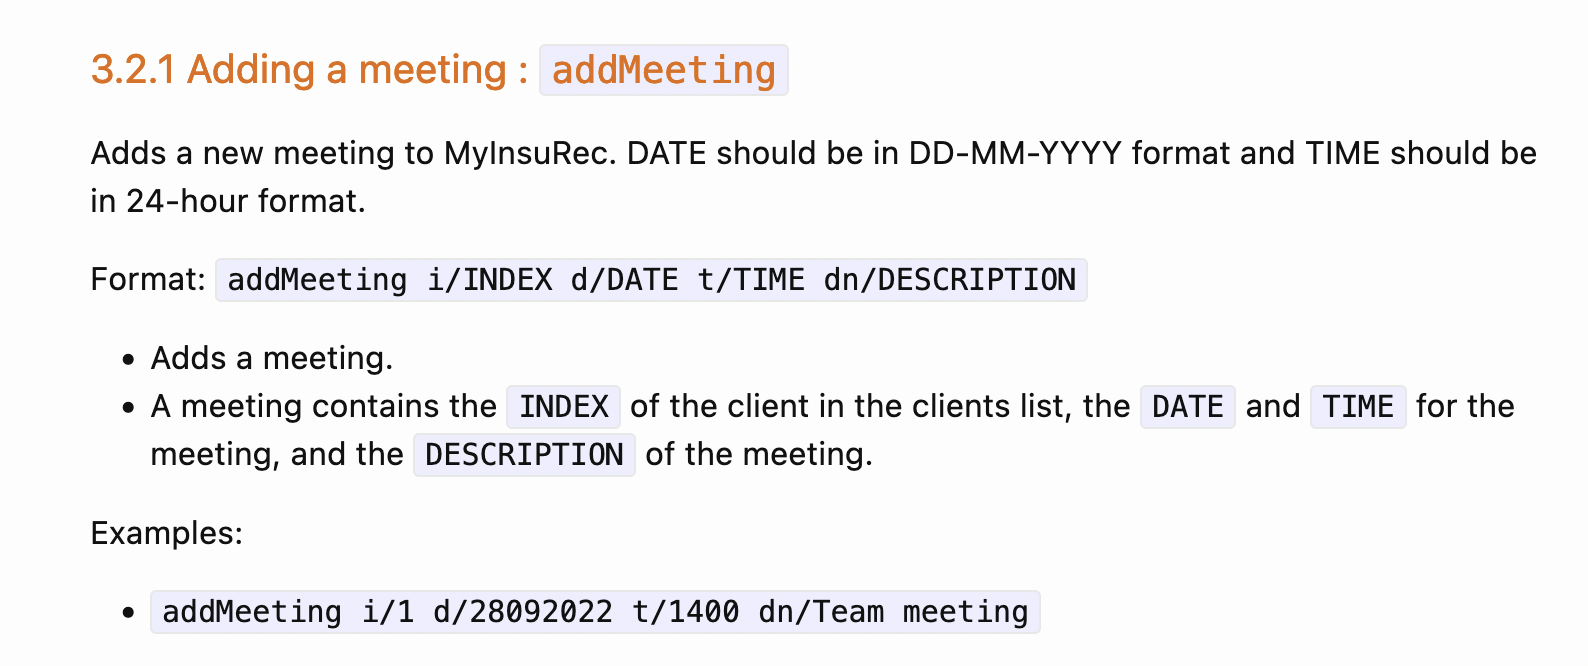 3.2.1 Adding a meeting : addMeeting
Adds a new meeting to MyInsuRec. DATE should be in DD-MM-YYYY format and TIME should be
in 24-hour format.
Format: addMeeting i/INDEX d/DATE t/TIME dn/DESCRIPTION
• Adds a meeting.
• A meeting contains the INDEX of the client in the clients list, the DATE and TIME for the
meeting, and the DESCRIPTION of the meeting.
Examples:
• addMeeting i/1 d/28092022 t/1400 dn/Team meeting